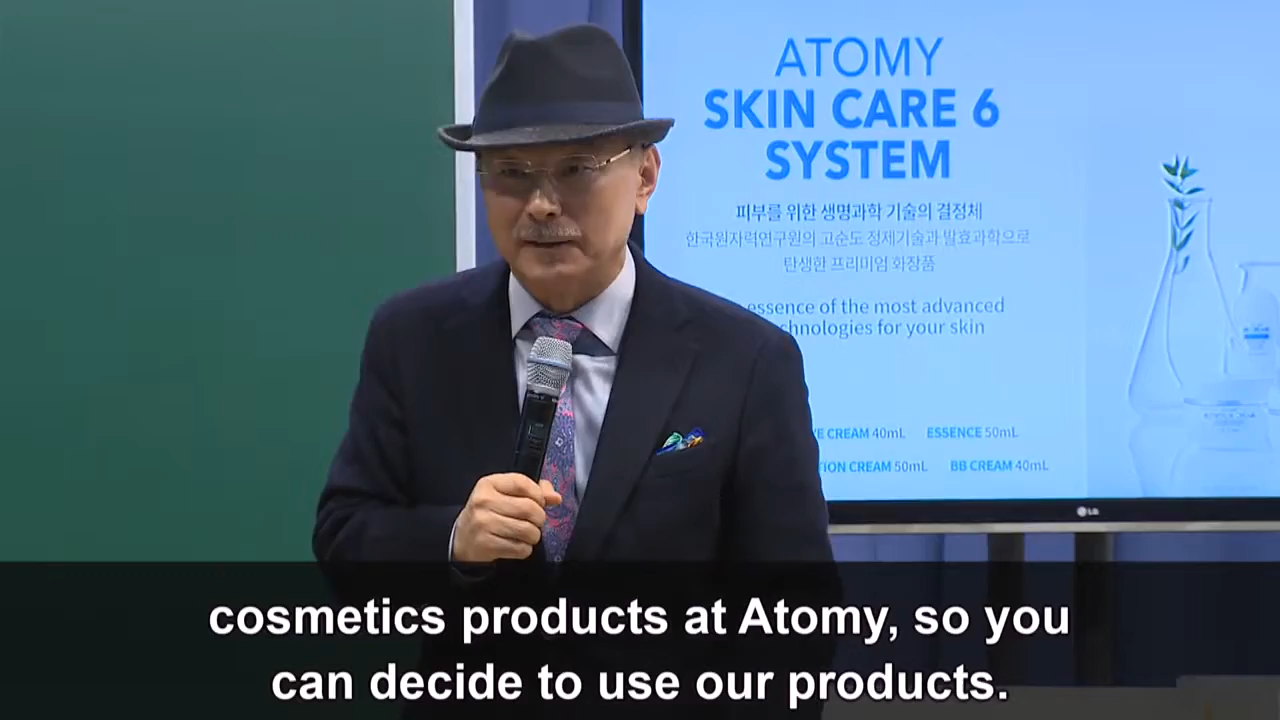 ATOMY
SKIN CARE 6
SYSTEM
피부를 위한 생명과학 기술의 결정체
한국원자력연구원의 고순도 정제기술과 발효과학으로
탄생한 프리미엄 화장품
essence of the most advanced
for your skin
CREAM 40mL ESSENCE 50mL
CREAM 50mL BB CREAM 40mL
LG
cosmetics products at Atomy, so you
can decide to use our products.